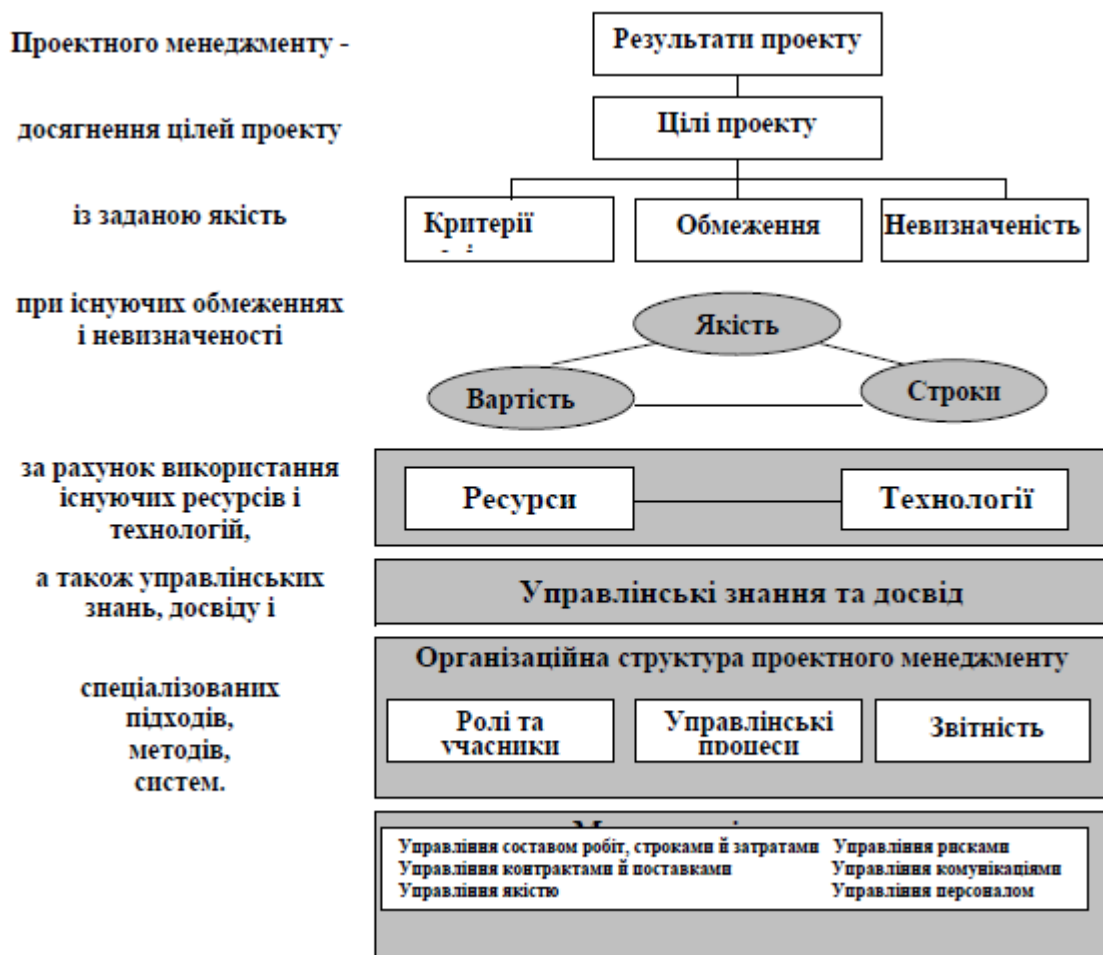 Проектного менеджменту -
Результати проекту
досягнення цілей проекту
Цілі проекту
із заданою якість
Критерії
Обмеження
Невизначеність
при існуючих обмеженнях
і невизначеності
Якість
Вартість
Строки
за рахунок використання
існуючих ресурсів і
технологій,
Ресурси
Технології
а також управлінських
знань, досвіду і
Управлінські знання та досвід
спеціалізованих
підходів,
методів,
систем.
Організаційна структура проектного менеджменту
Ролі та
учасники
Управлінські
процеси
Звітність
Управління составом робіт, строками й затратами
Управління контрактами й поставками
Управління якістю
Управління рисками
Управління комунікаціями
Управління персоналом